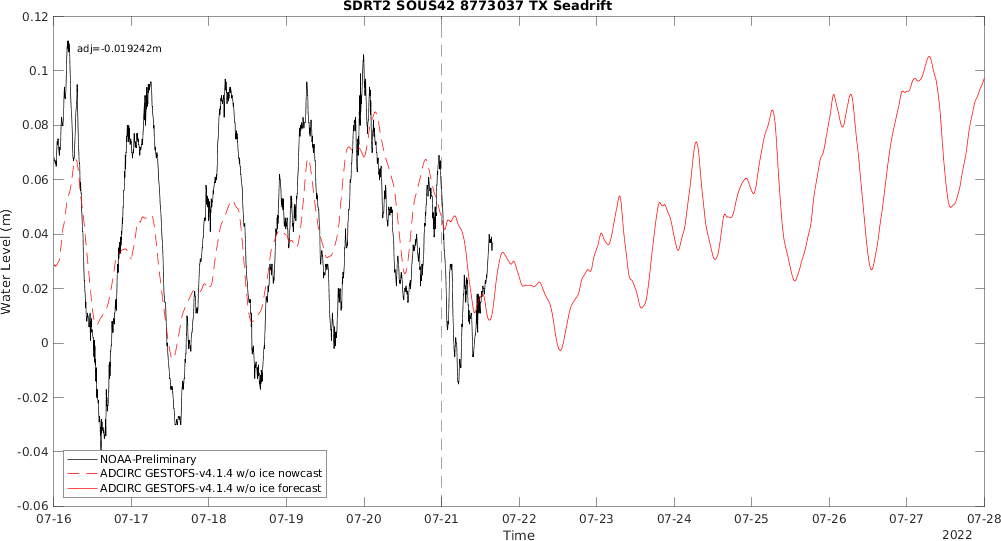 SDRT2 SOUS42 8773037 TX Seadrift
adj=-0.019242m
Water Level (m)
0.12
0.1
0.08
0.06
0.04
0.02
0
-0.02
-0.04
-0.06
NOAA-Preliminary
ADCIRC GESTOFS-v4.1.4 w/o ice nowcast
ADCIRC GESTOFS-v4.1.4 w/o ice forecast
07-16 07-17 07-18 07-19 07-20 07-21 07-22 07-23 07-24 07-25 07-26 07-27 07-28
Time
2022